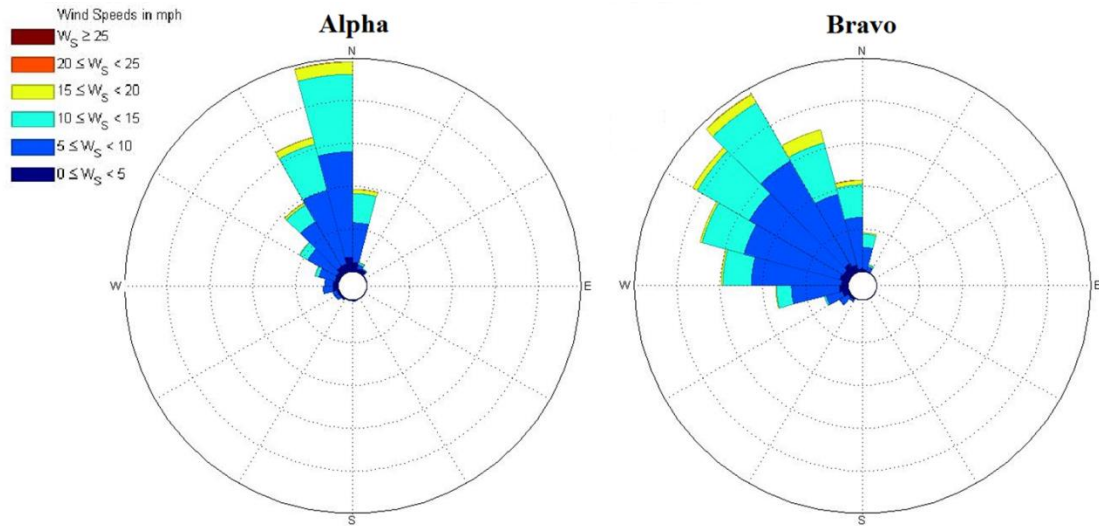 Wind Speeds in mph
W_S ≥ 25
20 ≤ W_S < 25
15 ≤ W_S < 20
10 ≤ W_S < 15
5 ≤ W_S < 10
0 ≤ W_S < 5
Alpha
N
W
E
S
Bravo
N
W
E
S